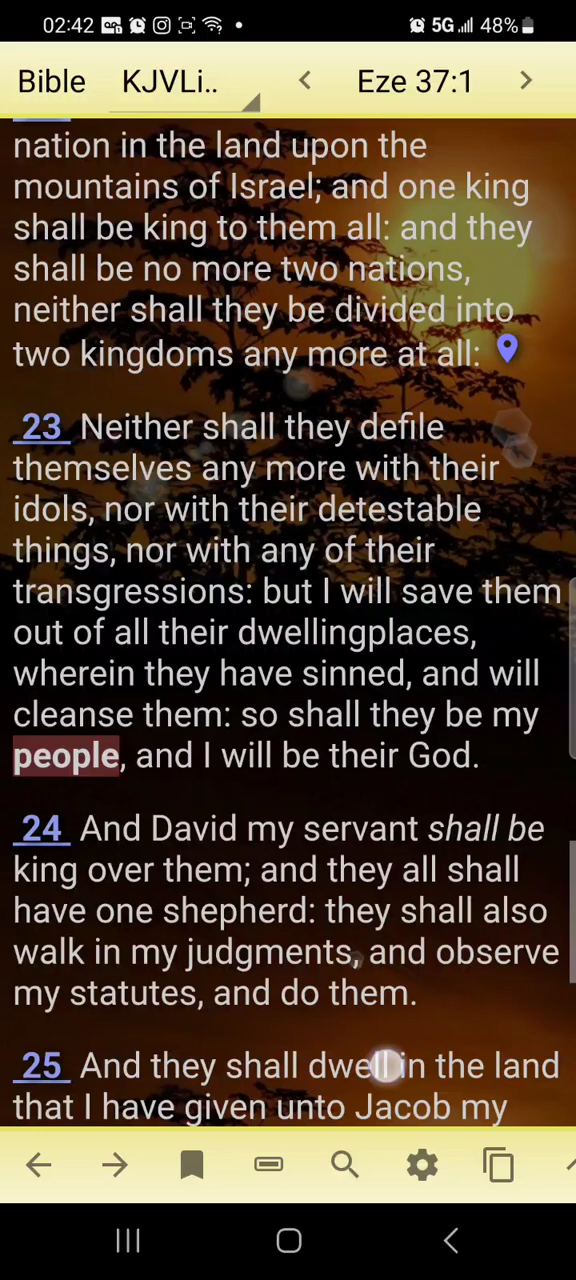 02:42 5G 48%
Bible KJVLi.. < Eze 37:1 >
nation in the land upon the
mountains of Israel; and one king
shall be king to them all: and they
shall be no more two nations,
neither shall they be divided into
two kingdoms any more at all:
23 Neither shall they defile
themselves any more with their
idols, nor with their detestable
things, nor with any of their
transgressions: but I will save them
out of all their dwellingplaces,
wherein they have sinned, and will
cleanse them: so shall they be my
people, and I will be their God.
24 And David my servant shall be
king over them; and they all shall
have one shepherd: they shall also
walk in my judgments, and observe
my statutes, and do them.
25 And they shall dwell in the land
that I have given unto Jacob my